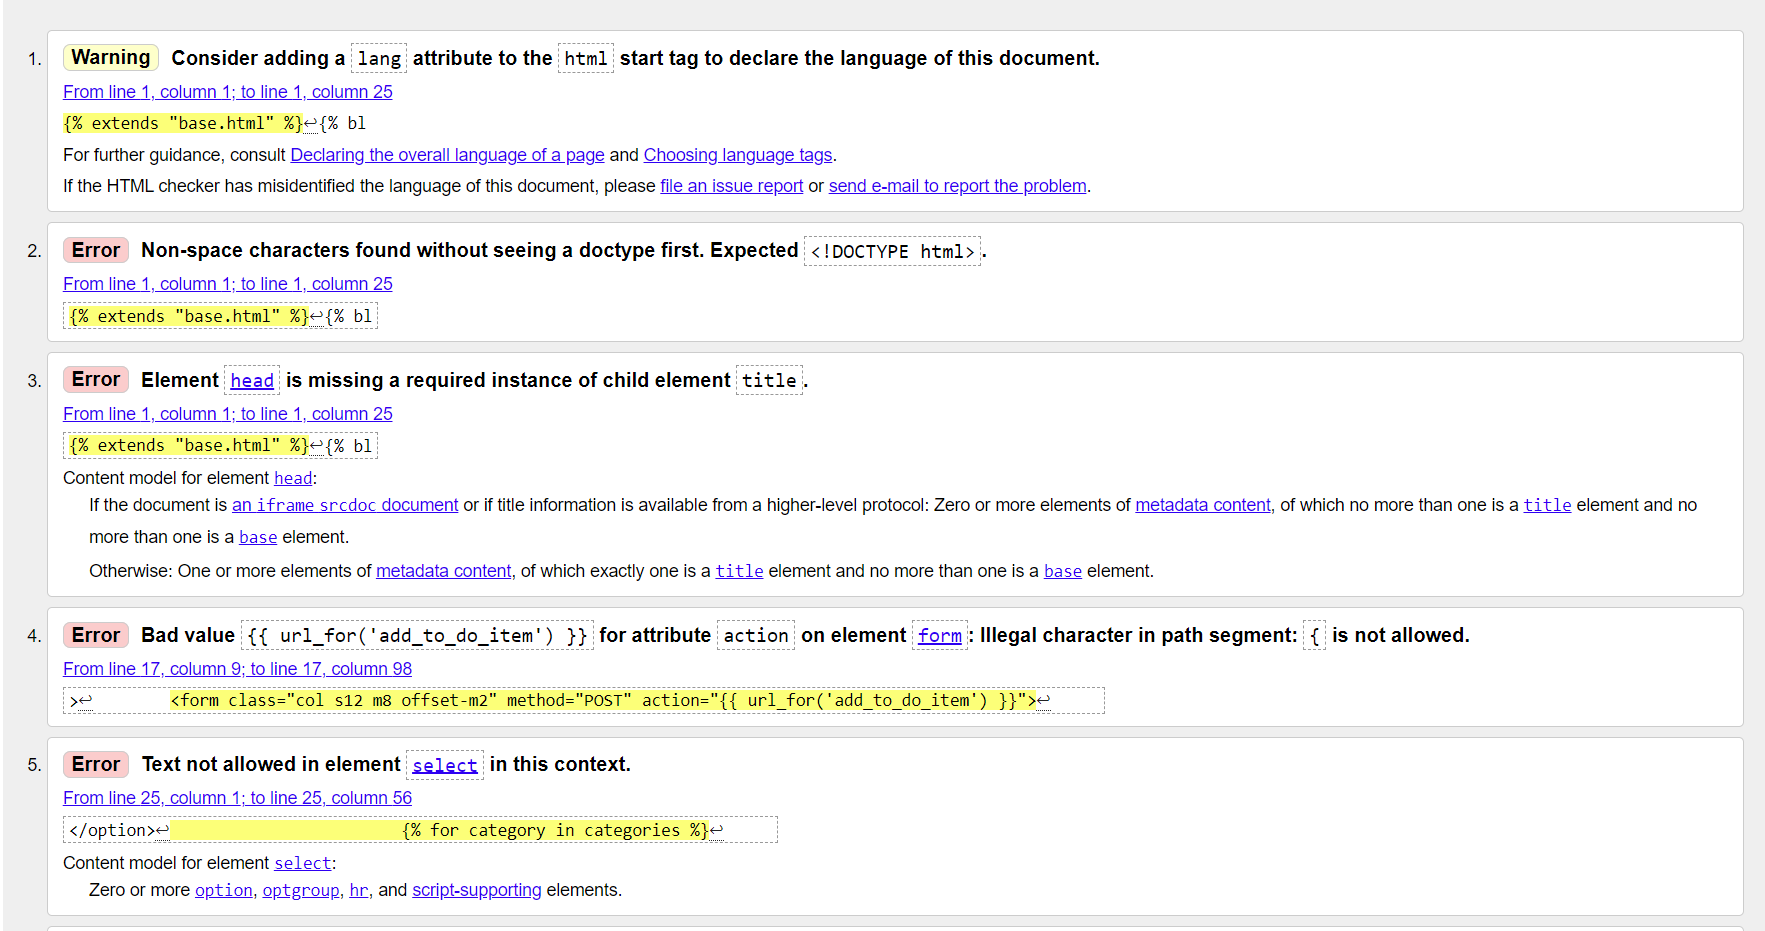 1. Warning Consider adding a lang attribute to the html start tag to declare the language of this document.
From line 1, column 1; to line 1, column 25
{% extends "base.html" %}↩{% bl
For further guidance, consult Declaring the overall language of a page and Choosing language tags.
If the HTML checker has misidentified the language of this document, please file an issue report or send e-mail to report the problem.
2. Error Non-space characters found without seeing a doctype first. Expected <!DOCTYPE html>.
From line 1, column 1; to line 1, column 25
{% extends "base.html" %}↩{% bl
3. Error Element head is missing a required instance of child element title.
From line 1, column 1; to line 1, column 25
{% extends "base.html" %}↩{% bl
Content model for element head:
If the document is an iframe srcdoc document or if title information is available from a higher-level protocol: Zero or more elements of metadata content, of which no more than one is a title element and no
more than one is a base element.
Otherwise: One or more elements of metadata content, of which exactly one is a title element and no more than one is a base element.
4. Error Bad value {{ url_for('add_to_do_item') }} for attribute action on element form: Illegal character in path segment: { is not allowed.
From line 17, column 9; to line 17, column 98
>↩ <form class="col s12 m8 offset-m2" method="POST" action="{{ url_for('add_to_do_item') }}">↩
5. Error Text not allowed in element select in this context.
From line 25, column 1; to line 25, column 56
</option>↩ {% for category in categories %}↩
Content model for element select:
Zero or more option, optgroup, hr, and script-supporting elements.